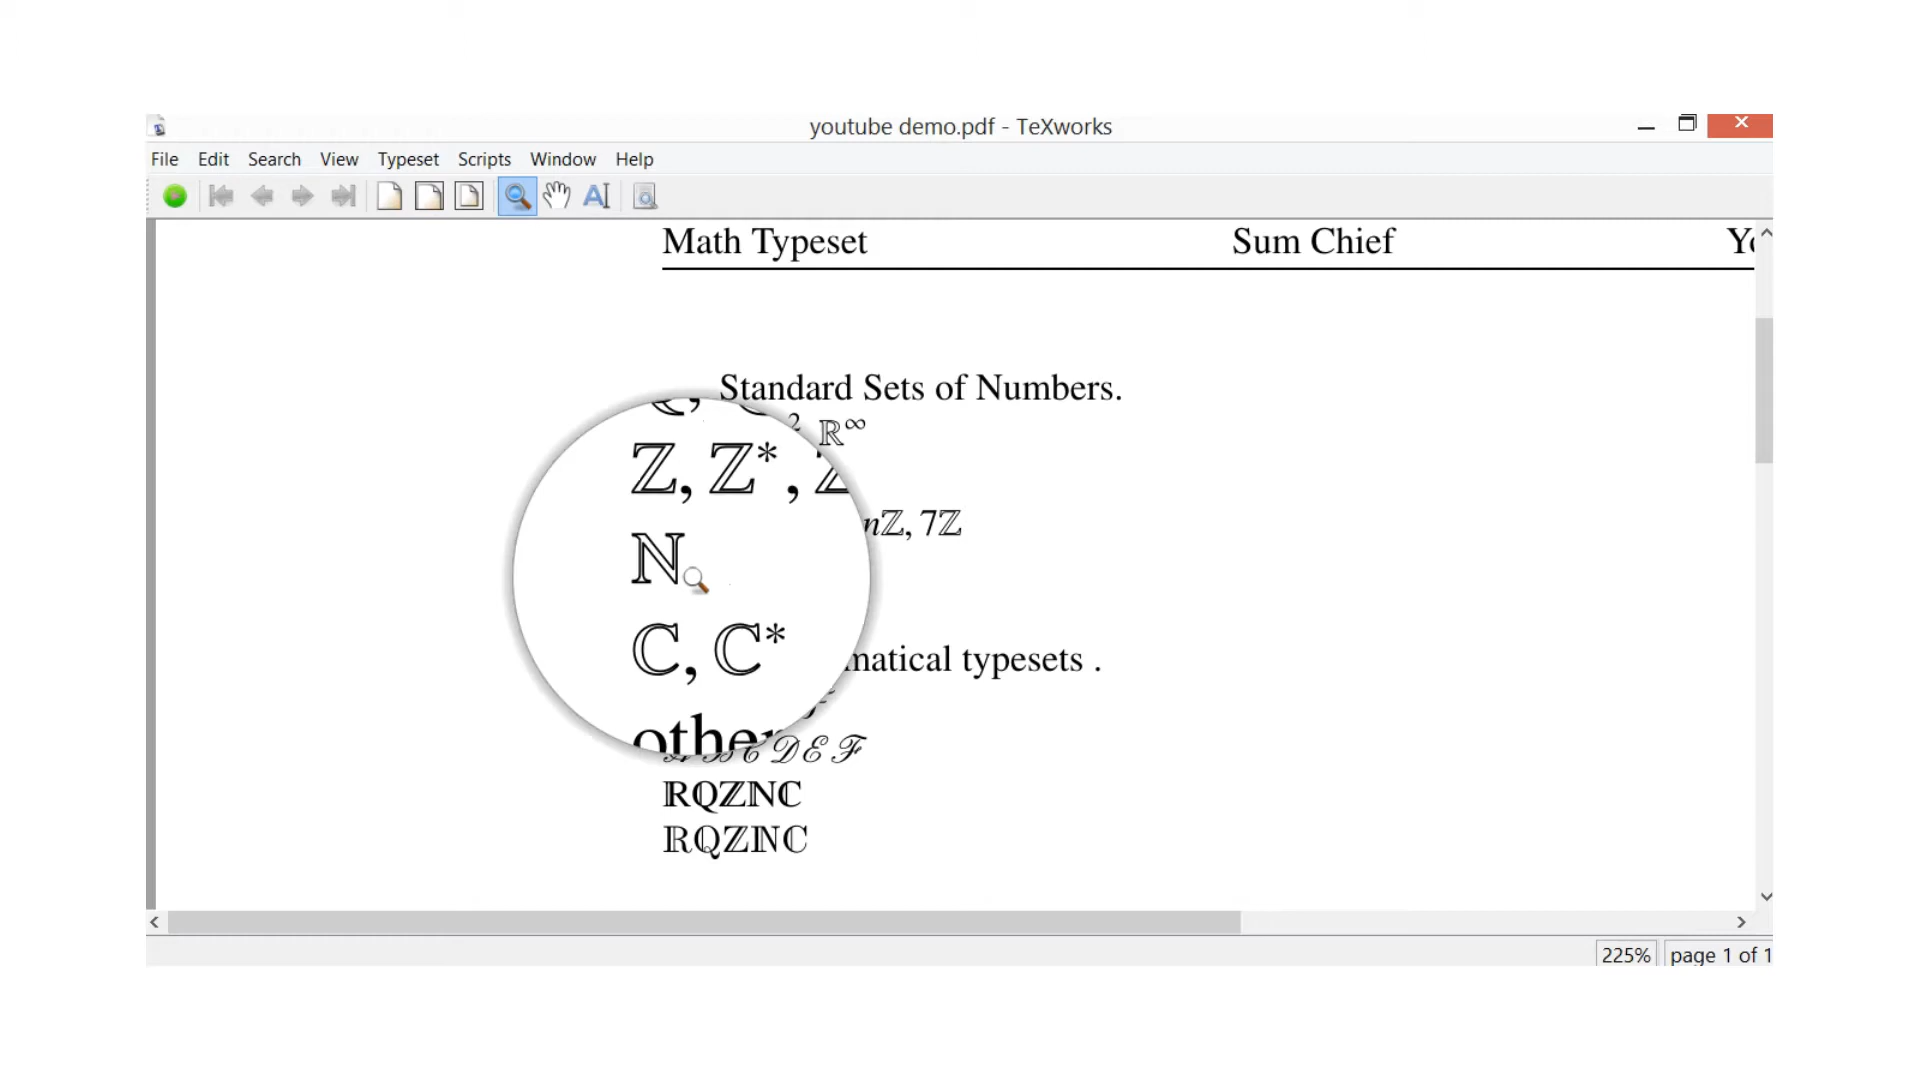 youtube demo.pdf - TeXworks
File Edit Search View Typeset Scripts Window Help
Math Typeset Sum Chief
Standard Sets of Numbers.
2 ℝ∞
ℤ, ℤ*, ℤ
nℤ, 7ℤ
ℕ
ℂ, ℂ*
matical typesets .
other
𝒟 ℰ ℱ
ℝℚℤℕℂ
ℝℚℤℕℂ
225% page 1 of 1